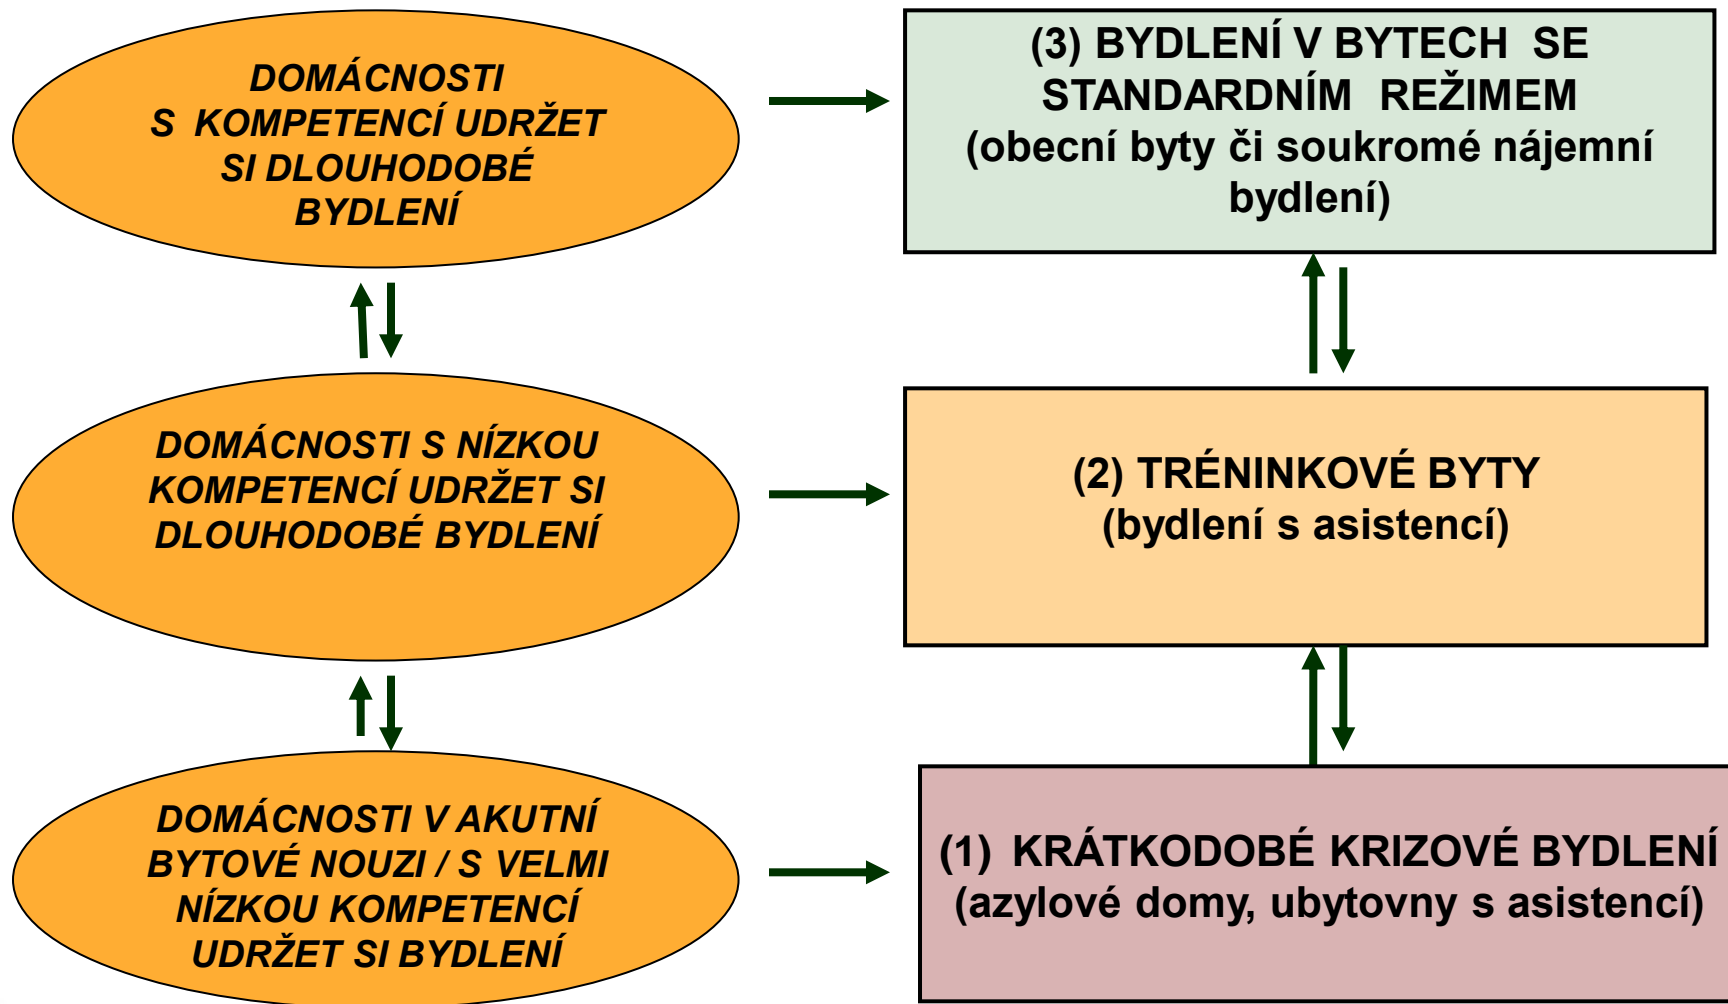 DOMÁCNOSTI
S KOMPETENCÍ UDRŽET
SI DLOUHODOBÉ
BYDLENÍ
(3) BYDLENÍ V BYTECH SE
STANDARDNÍM REŽIMEM
(obecní byty či soukromé nájemní
bydlení)
DOMÁCNOSTI S NÍZKOU
KOMPETENCÍ UDRŽET SI
DLOUHODOBÉ BYDLENÍ
(2) TRÉNINKOVÉ BYTY
(bydlení s asistencí)
DOMÁCNOSTI V AKUTNÍ
BYTOVÉ NOUZI / S VELMI
NÍZKOU KOMPETENCÍ
UDRŽET SI BYDLENÍ
(1) KRÁTKODOBÉ KRIZOVÉ BYDLENÍ
(azylové domy, ubytovny s asistencí)